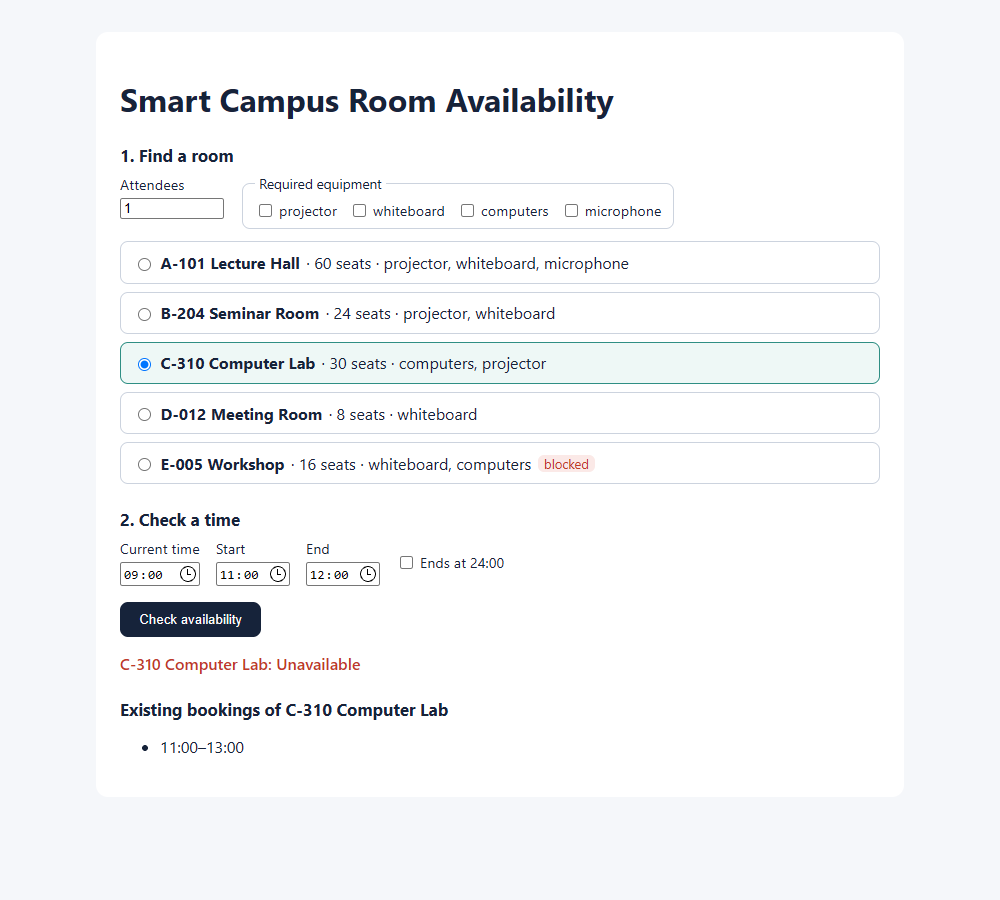 Smart Campus Room Availability
1. Find a room
Attendees
1
Required equipment
projector whiteboard computers microphone
A-101 Lecture Hall · 60 seats · projector, whiteboard, microphone
B-204 Seminar Room · 24 seats · projector, whiteboard
C-310 Computer Lab · 30 seats · computers, projector
D-012 Meeting Room · 8 seats · whiteboard
E-005 Workshop · 16 seats · whiteboard, computers blocked
2. Check a time
Current time Start End
09:00 11:00 12:00 Ends at 24:00
Check availability
C-310 Computer Lab: Unavailable
Existing bookings of C-310 Computer Lab
• 11:00–13:00